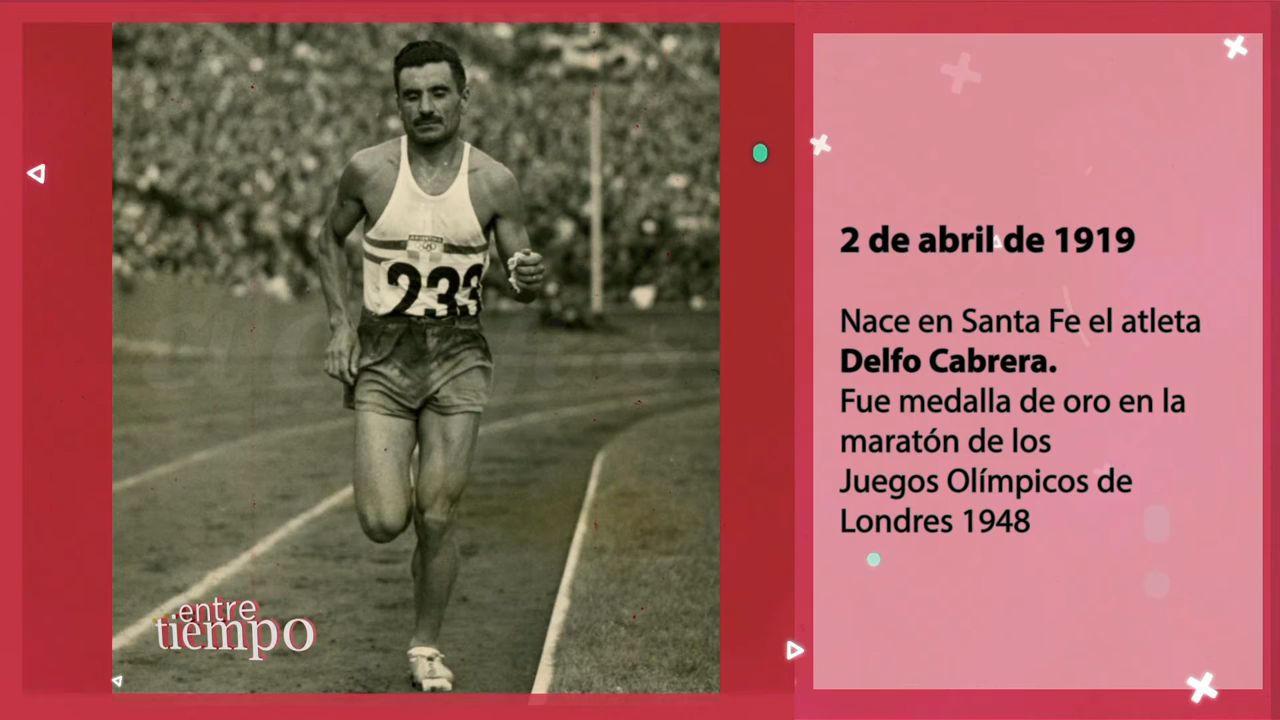 2 de abril de 1919
Nace en Santa Fe el atleta
Delfo Cabrera.
Fue medalla de oro en la
maratón de los
Juegos Olímpicos de
Londres 1948
233
entre
tiempo